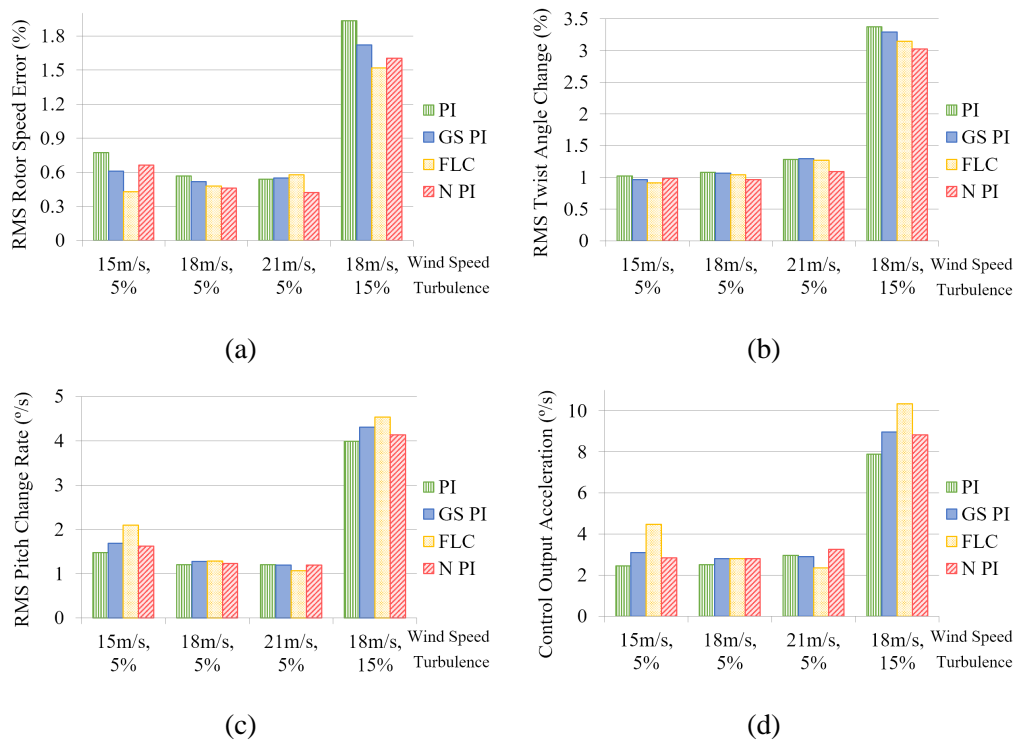 RMS Rotor Speed Error (%)
1.8
1.5
1.2
0.9
0.6
0.3
0
15m/s, 18m/s, 21m/s, 18m/s, Wind Speed
5% 5% 5% 15% Turbulence
PI
GS PI
FLC
N PI
(a)
RMS Twist Angle Change (%)
3.5
3
2.5
2
1.5
1
0.5
0
15m/s, 18m/s, 21m/s, 18m/s, Wind Speed
5% 5% 5% 15% Turbulence
PI
GS PI
FLC
N PI
(b)
RMS Pitch Change Rate (º/s)
5
4
3
2
1
0
15m/s, 18m/s, 21m/s, 18m/s, Wind Speed
5% 5% 5% 15% Turbulence
PI
GS PI
FLC
N PI
(c)
Control Output Acceleration (º/s)
10
8
6
4
2
0
15m/s, 18m/s, 21m/s, 18m/s, Wind Speed
5% 5% 5% 15% Turbulence
PI
GS PI
FLC
N PI
(d)